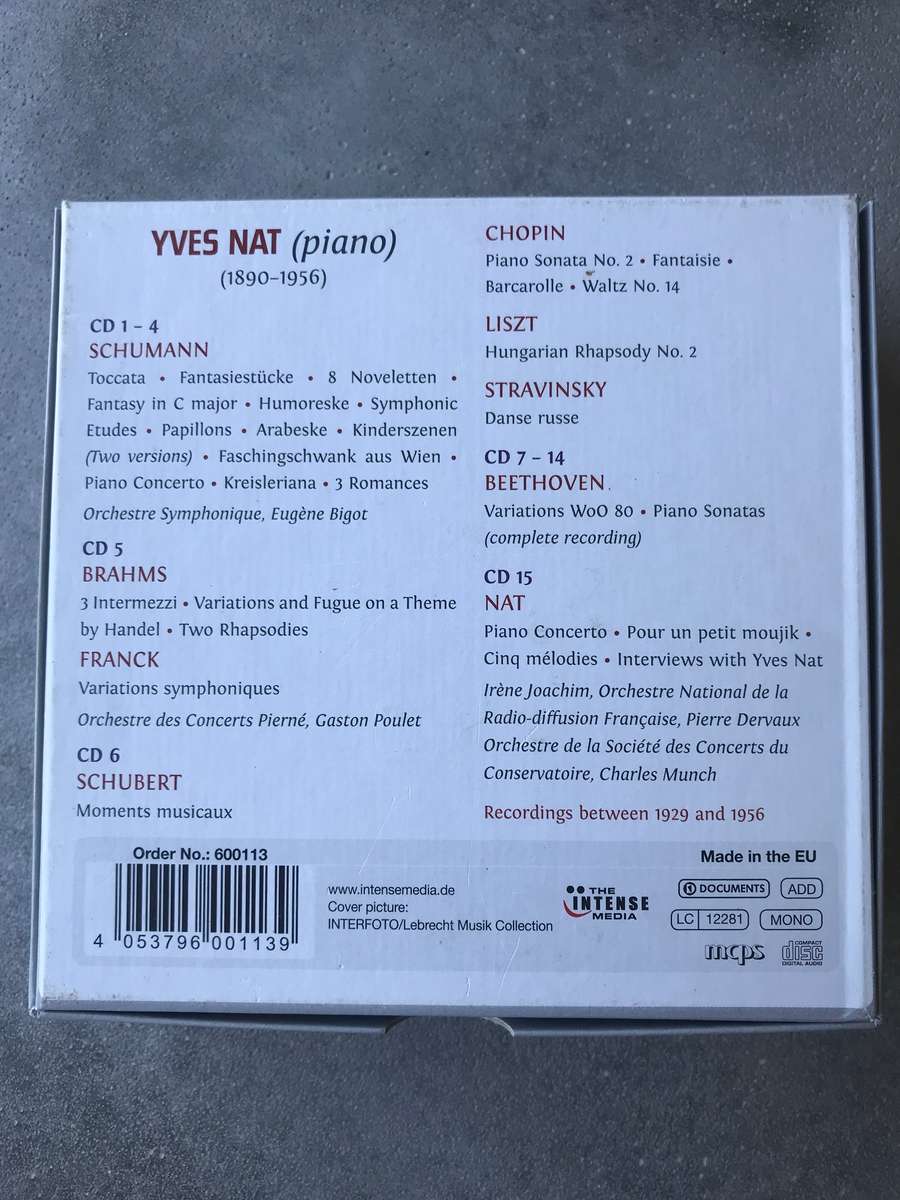 YVES NAT (piano)
(1890–1956)
CD 1 – 4
SCHUMANN
Toccata • Fantasiestücke • 8 Noveletten •
Fantasy in C major • Humoreske • Symphonic
Etudes • Papillons • Arabeske • Kinderszenen
(Two versions) • Faschingschwank aus Wien •
Piano Concerto • Kreisleriana • 3 Romances
Orchestre Symphonique, Eugène Bigot
CD 5
BRAHMS
3 Intermezzi • Variations and Fugue on a Theme
by Handel • Two Rhapsodies
FRANCK
Variations symphoniques
Orchestre des Concerts Pierné, Gaston Poulet
CD 6
SCHUBERT
Moments musicaux
CHOPIN
Piano Sonata No. 2 • Fantaisie •
Barcarolle • Waltz No. 14
LISZT
Hungarian Rhapsody No. 2
STRAVINSKY
Danse russe
CD 7 – 14
BEETHOVEN
Variations WoO 80 • Piano Sonatas
(complete recording)
CD 15
NAT
Piano Concerto • Pour un petit moujik •
Cinq mélodies • Interviews with Yves Nat
Irène Joachim, Orchestre National de la
Radio-diffusion Française, Pierre Dervaux
Orchestre de la Société des Concerts du
Conservatoire, Charles Munch
Recordings between 1929 and 1956
Order No.: 600113
4 053796 001139
www.intensemedia.de
Cover picture:
INTERFOTO/Lebrecht Musik Collection
THE
INTENSE
MEDIA
Made in the EU
DOCUMENTS ADD
LC 12281 MONO
mcps
COMPACT
disc
DIGITAL AUDIO